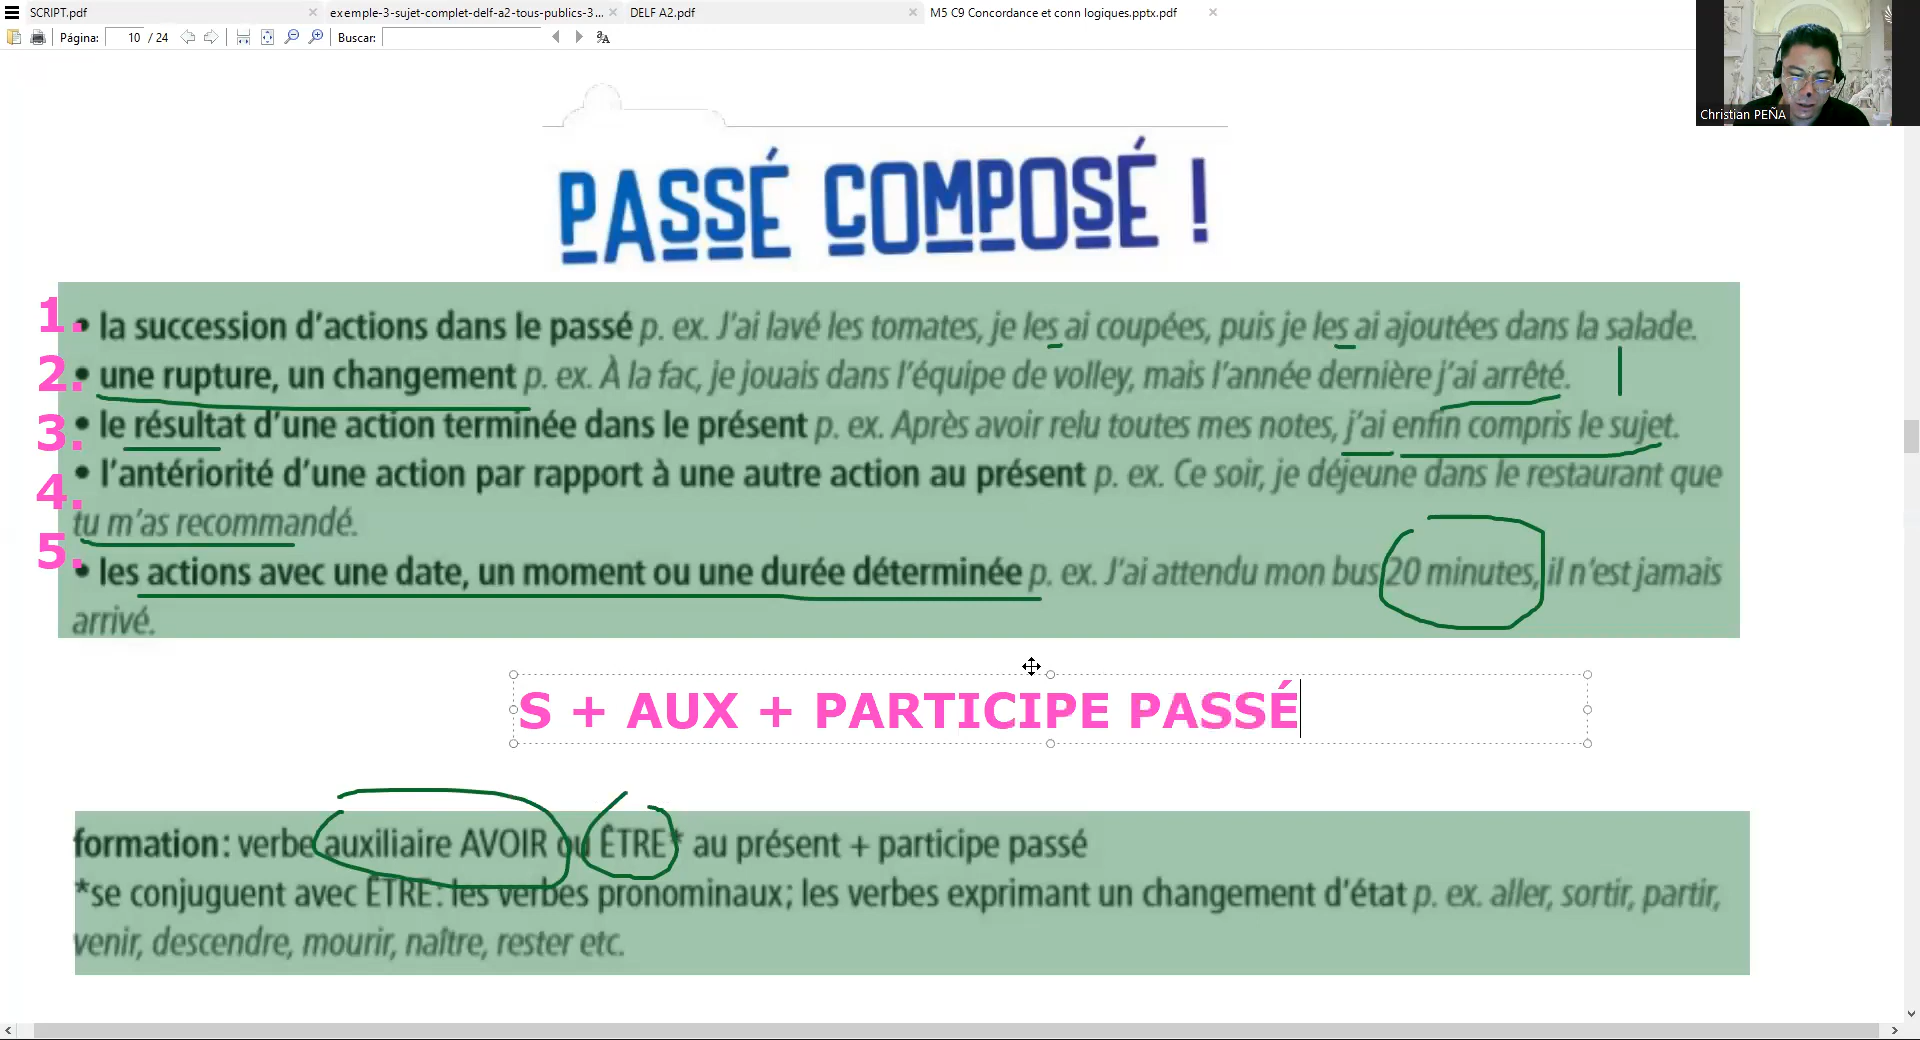 SCRIPT.pdf
exemple-3-sujet-complet-delf-a2-tous-publics-3...
DELF A2.pdf
M5 C9 Concordance et conn logiques.pptx.pdf
Página:
10 / 24
Buscar:
Christian PEÑA
PASSÉ COMPOSÉ !
1. • la succession d'actions dans le passé p. ex. J'ai lavé les tomates, je les ai coupées, puis je les ai ajoutées dans la salade.
2. • une rupture, un changement p. ex. À la fac, je jouais dans l'équipe de volley, mais l'année dernière j'ai arrêté.
3. • le résultat d'une action terminée dans le présent p. ex. Après avoir relu toutes mes notes, j'ai enfin compris le sujet.
4. • l'antériorité d'une action par rapport à une autre action au présent p. ex. Ce soir, je déjeune dans le restaurant que
tu m'as recommandé.
5. • les actions avec une date, un moment ou une durée déterminée p. ex. J'ai attendu mon bus 20 minutes, il n'est jamais
arrivé.
S + AUX + PARTICIPE PASSÉ
formation : verbe auxiliaire AVOIR ou ÊTRE* au présent + participe passé
*se conjuguent avec ÊTRE : les verbes pronominaux ; les verbes exprimant un changement d'état p. ex. aller, sortir, partir,
venir, descendre, mourir, naître, rester etc.